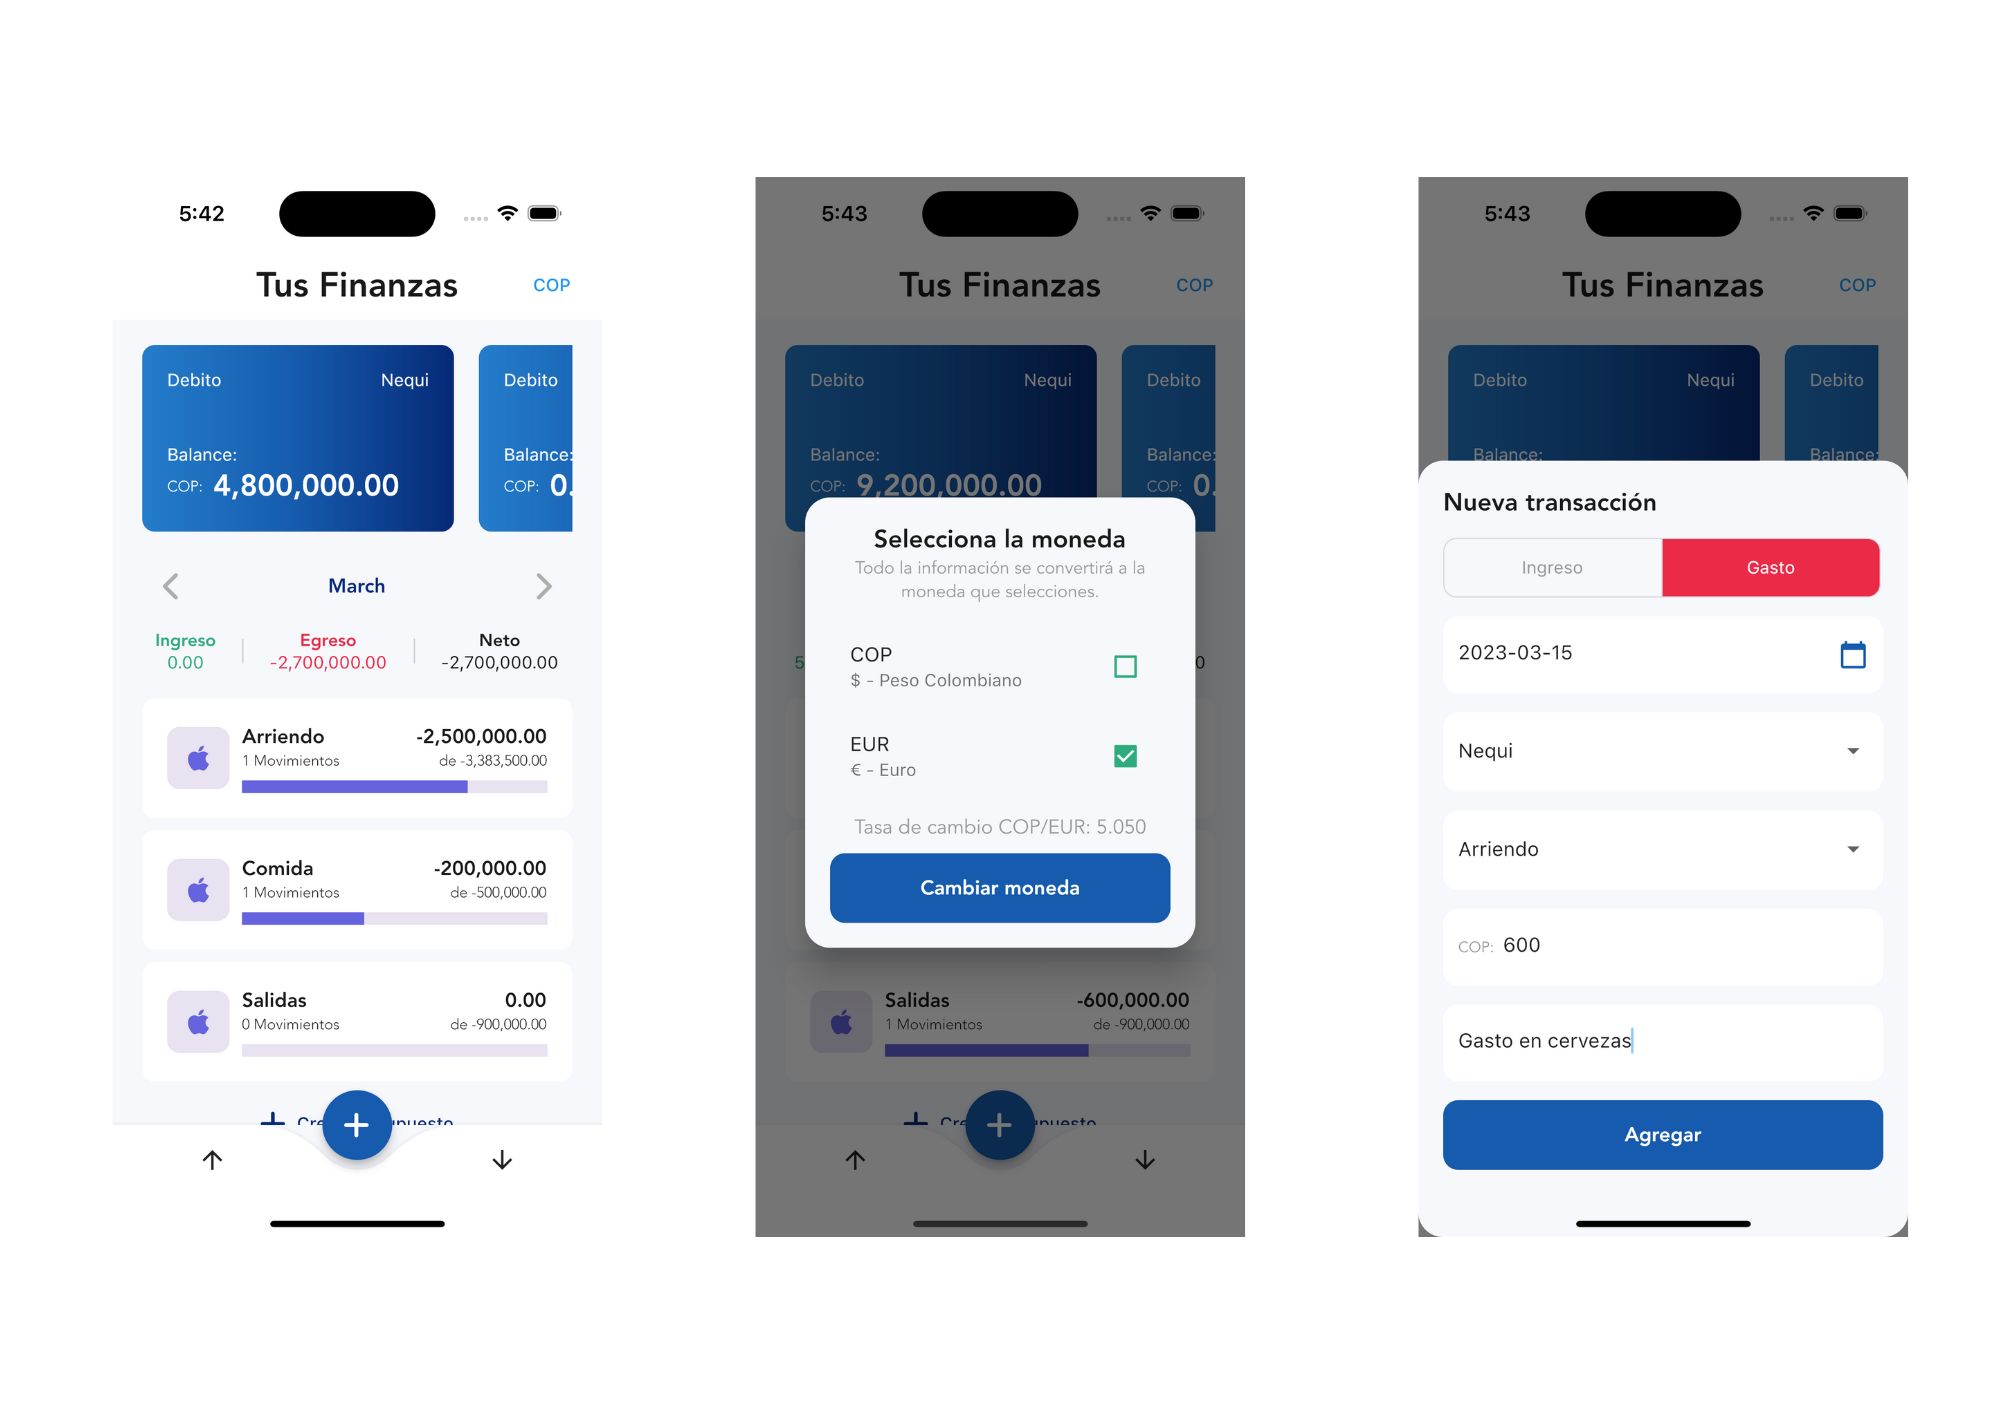 5:42
Tus Finanzas
COP
Debito
Nequi
Debito
Balance:
COP: 4,800,000.00
Balance:
COP: 0.
March
Ingreso
0.00
Egreso
-2,700,000.00
Neto
-2,700,000.00
Arriendo
-2,500,000.00
1 Movimientos
de -3,383,500.00
Comida
-200,000.00
1 Movimientos
de -500,000.00
Salidas
0.00
0 Movimientos
de -900,000.00
5:43
Tus Finanzas
COP
Debito
Nequi
Debito
Balance:
COP: 9,200,000.00
Balance:
COP: 0.
Selecciona la moneda
Todo la información se convertirá a la
moneda que selecciones.
5
0
COP
$ - Peso Colombiano
EUR
€ - Euro
Tasa de cambio COP/EUR: 5.050
Cambiar moneda
Salidas
-600,000.00
1 Movimientos
de -900,000.00
5:43
Tus Finanzas
COP
Debito
Nequi
Debito
Balance:
Balance:
Nueva transacción
Ingreso
Gasto
2023-03-15
Nequi
Arriendo
COP: 600
Gasto en cervezas
Agregar